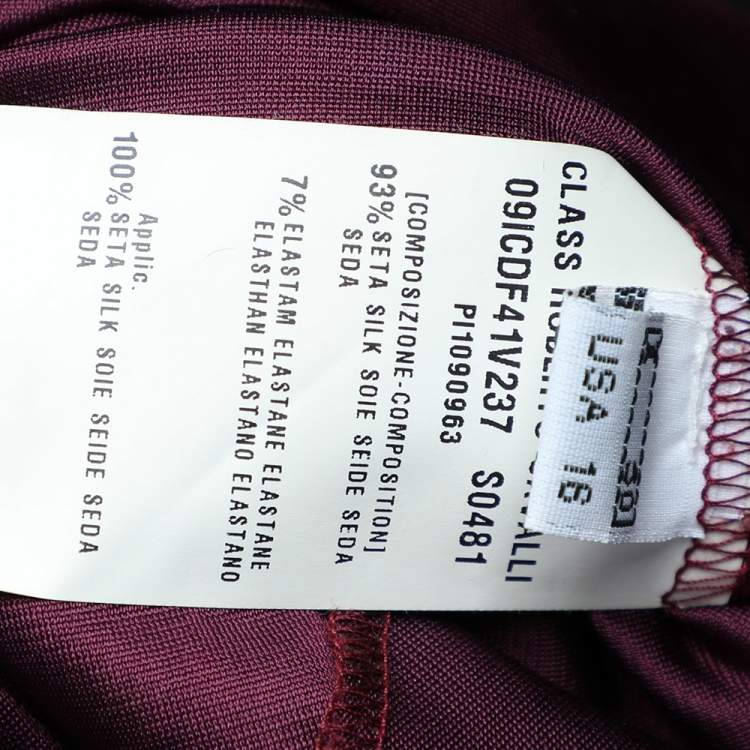 CLASS
ALLI
09ICDF41V237 S0481
PI1090963
[COMPOSIZIONE-COMPOSITION]
93% SETA SILK SOIE SEIDE SEDA
SEDA
7% ELASTAM ELASTANE ELASTANE
ELASTHAN ELASTANO ELASTANO
Applic.
100% SETA SILK SOIE SEIDE SEDA
SEDA
USA 16